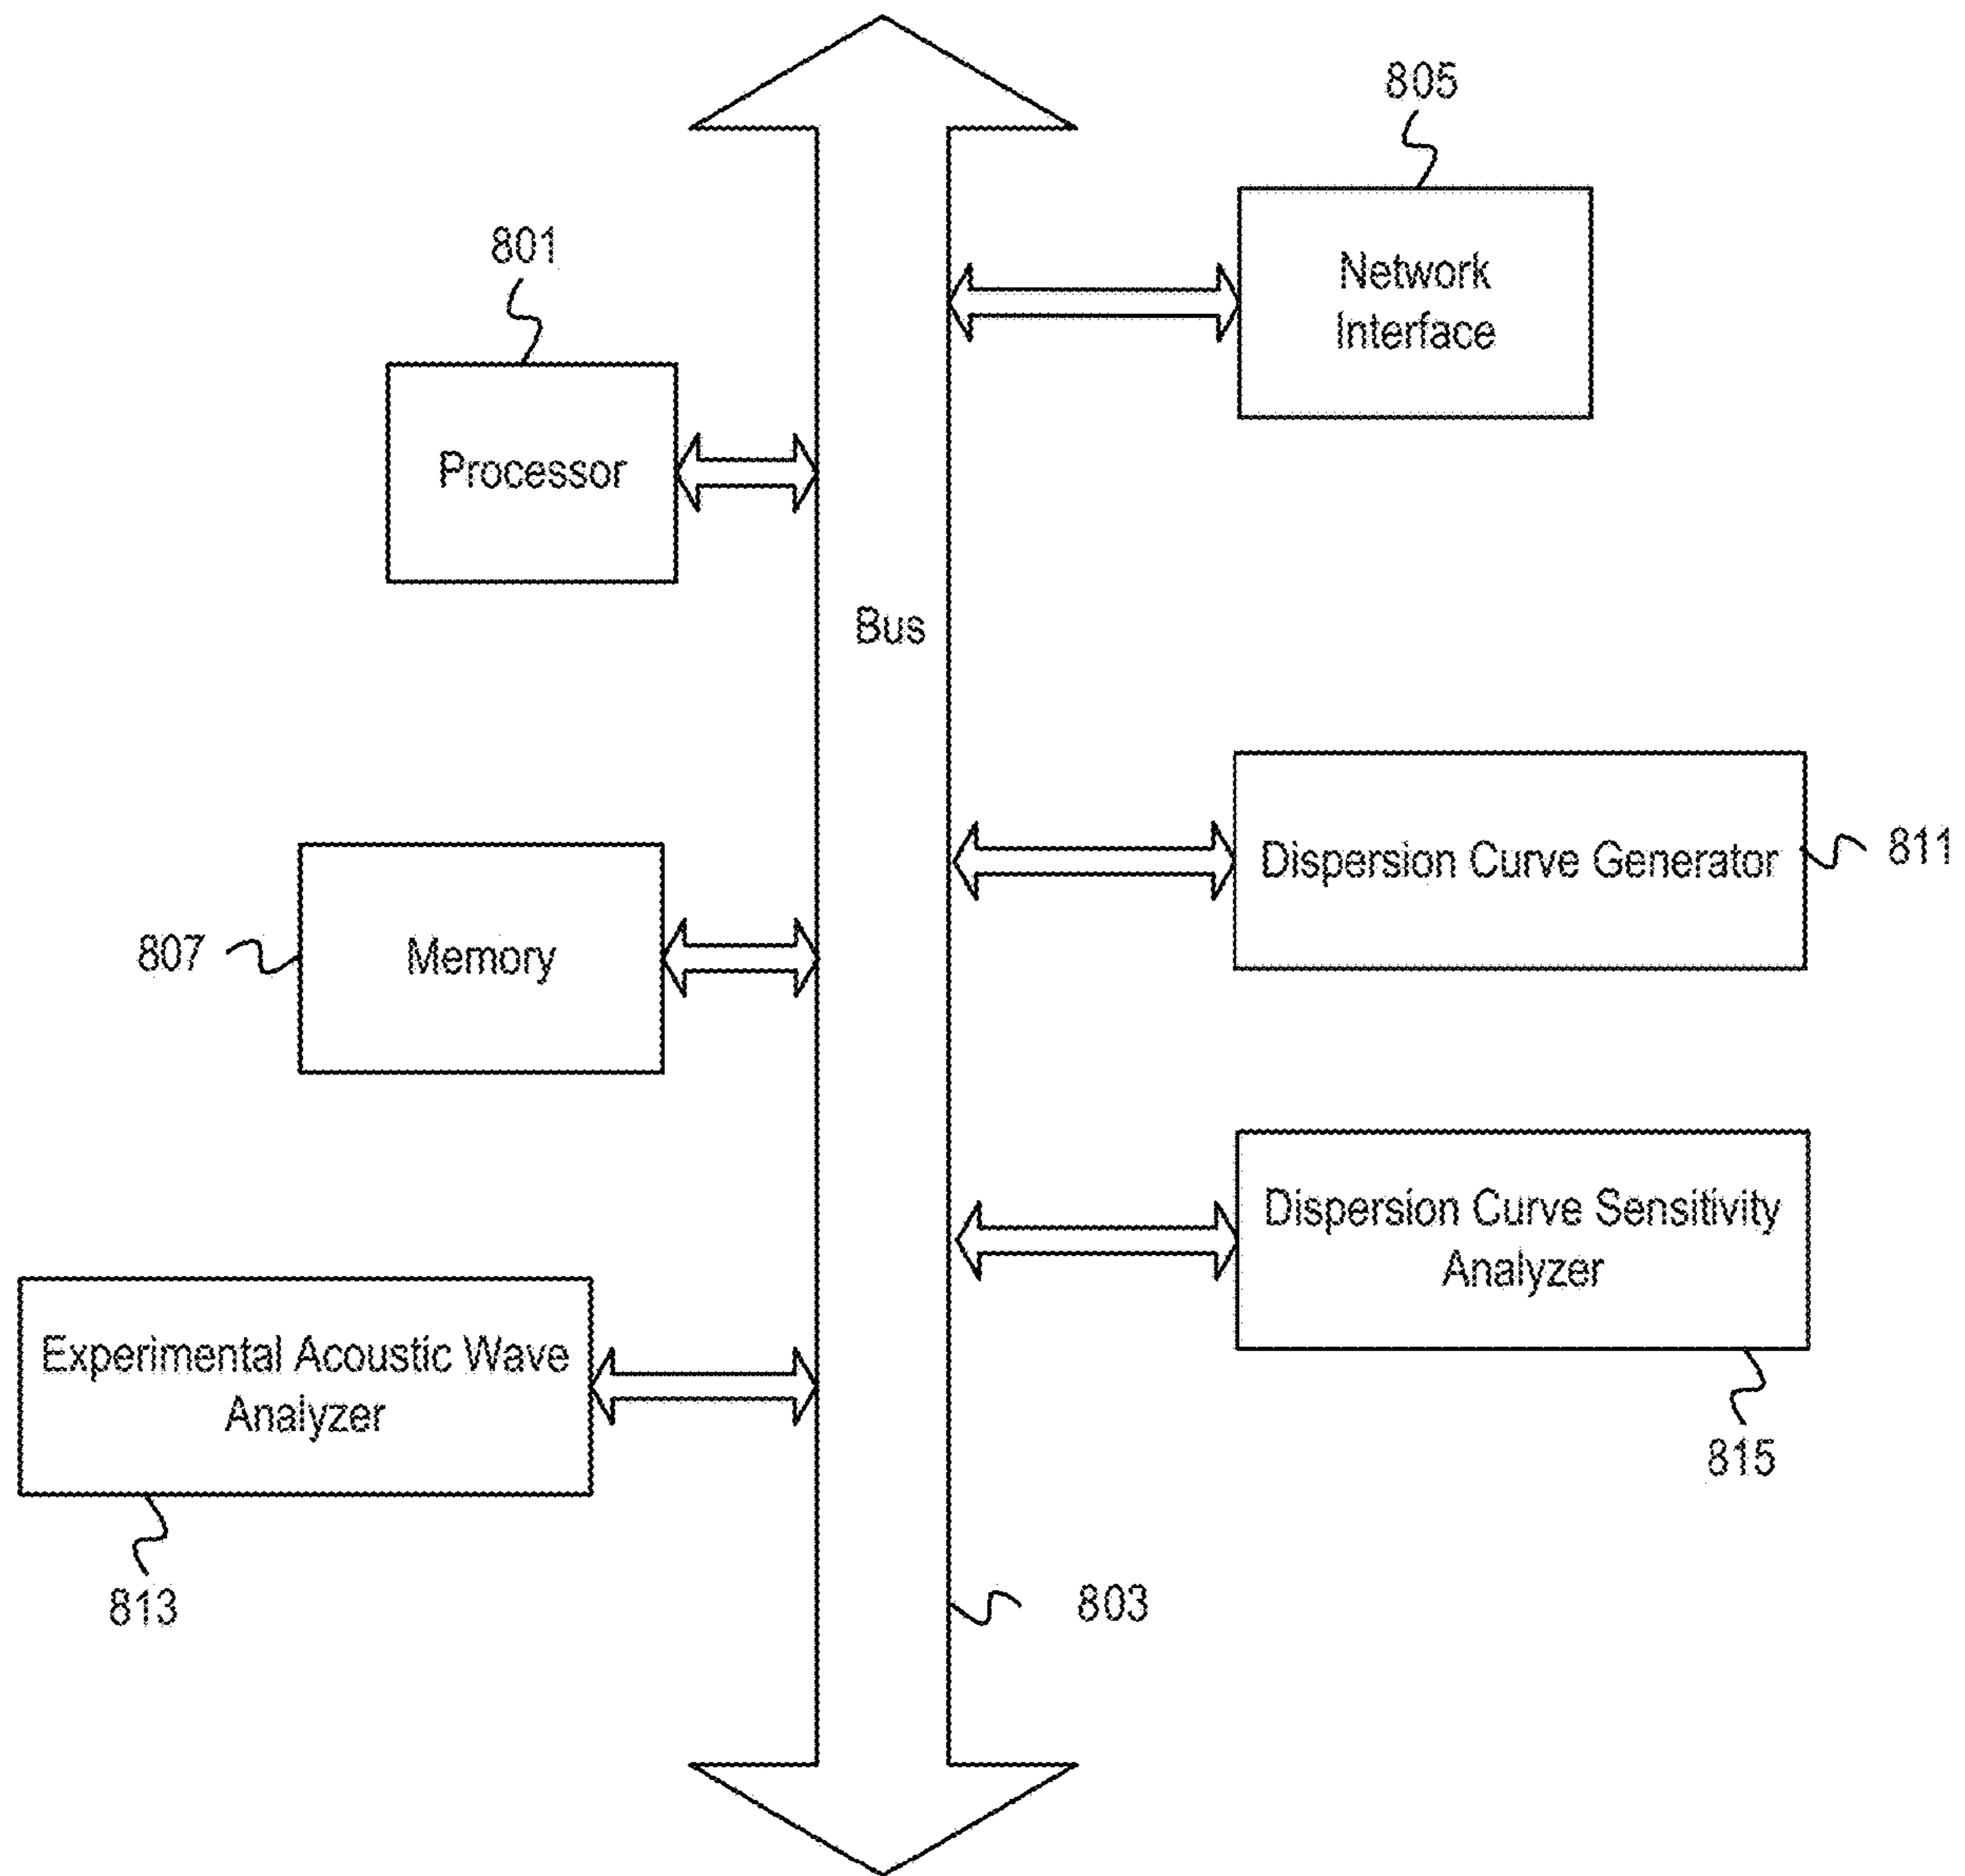 805
Network
Interface
801
Processor
Bus
Dispersion Curve Generator
811
807
Memory
Dispersion Curve Sensitivity
Analyzer
815
Experimental Acoustic Wave
Analyzer
813
803